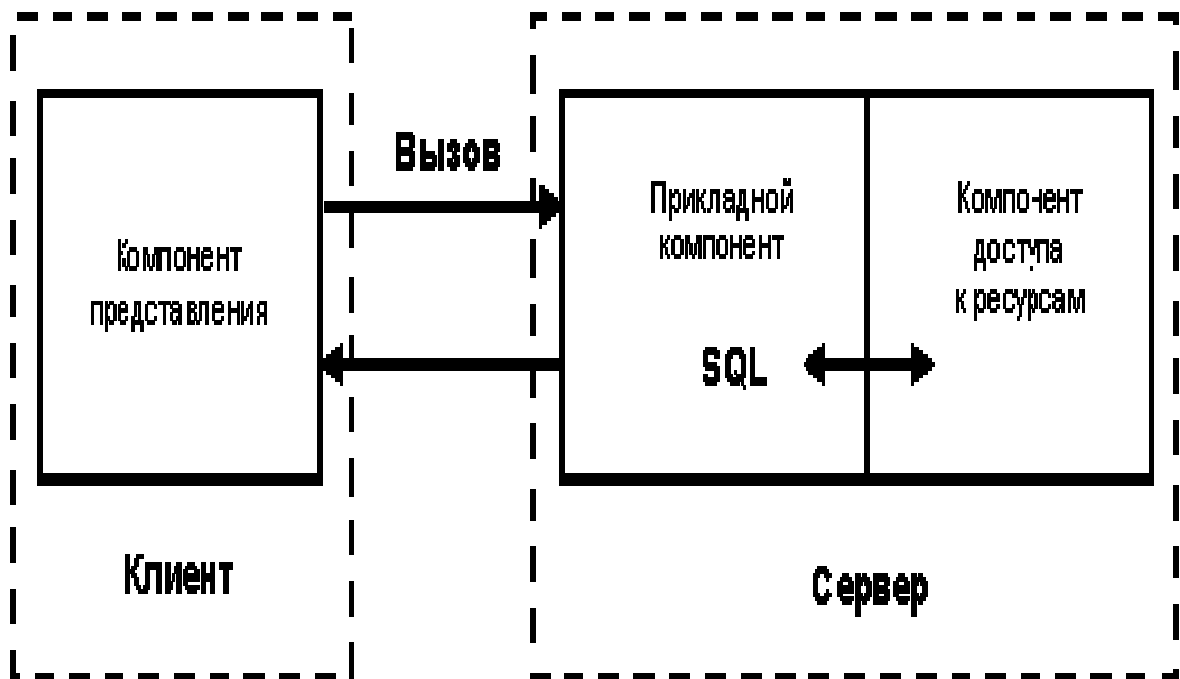 Вызов
Компонент
представления
Прикладной
компонент
Компонент
доступа
к ресурсам
SQL
Клиент
Сервер